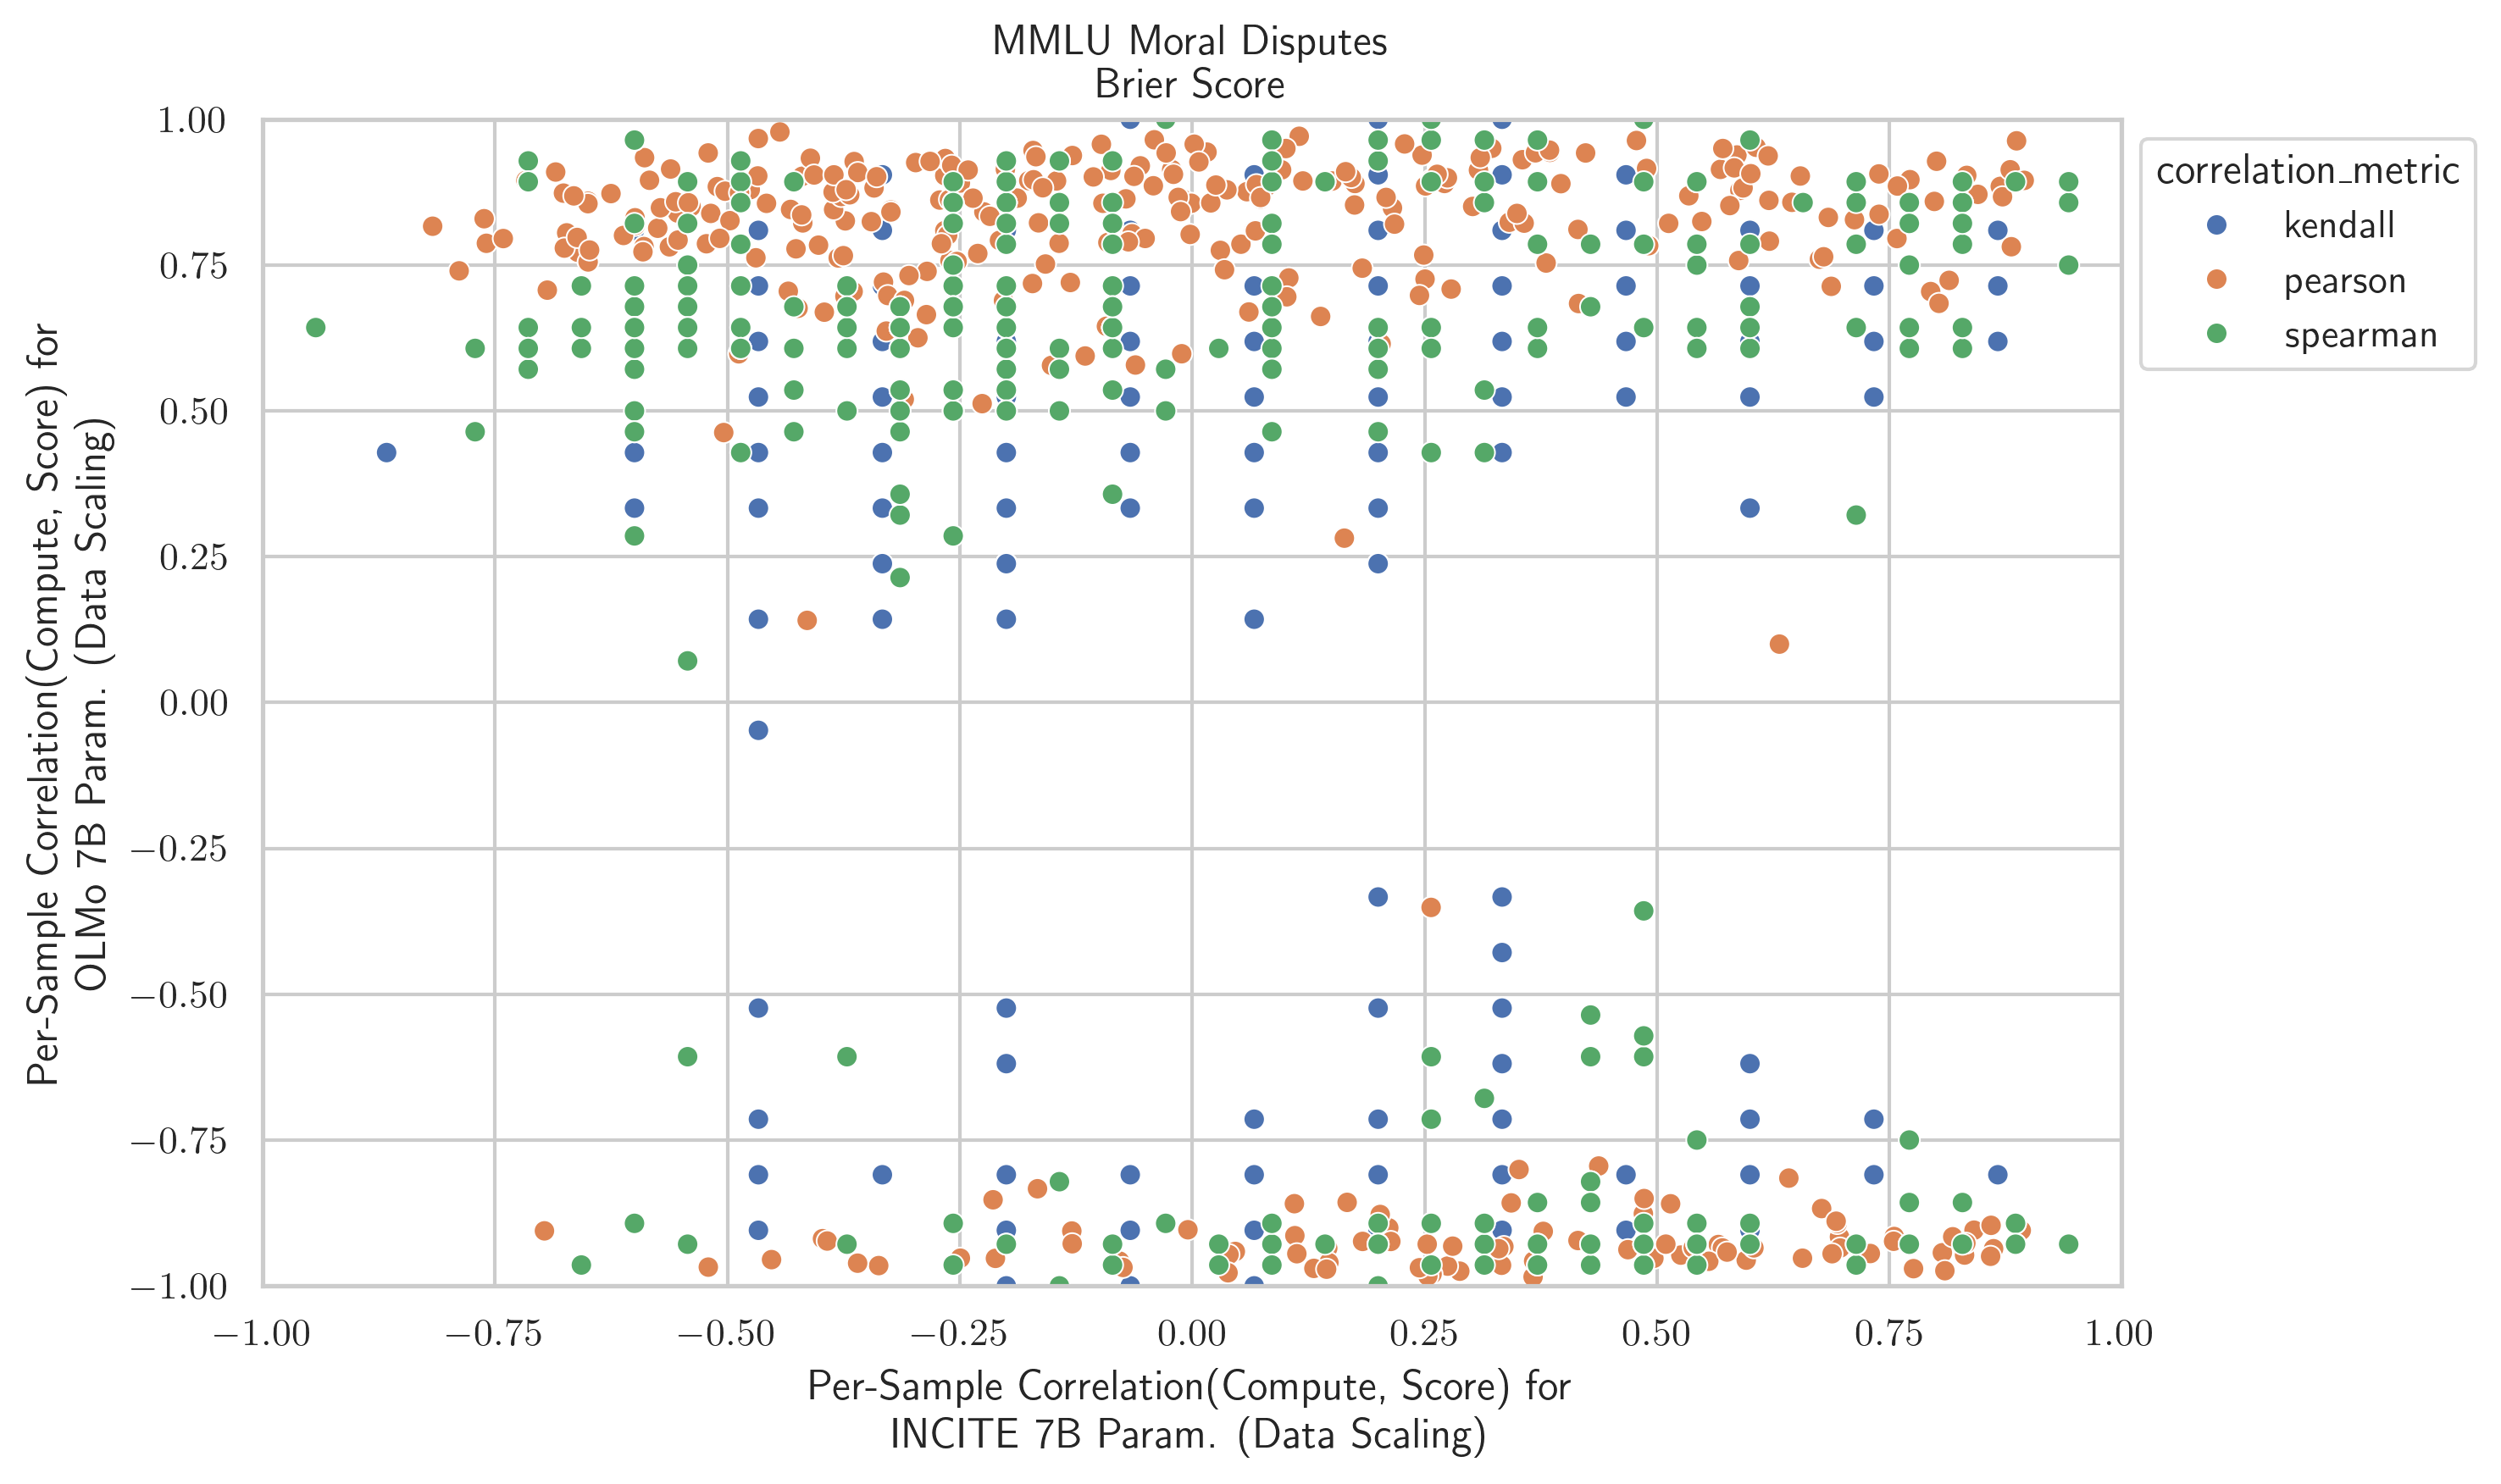 MMLU Moral Disputes
Brier Score
Per-Sample Correlation(Compute, Score) for
OLMo 7B Param. (Data Scaling)
1.00
0.75
0.50
0.25
0.00
−0.25
−0.50
−0.75
−1.00
−1.00 −0.75 −0.50 −0.25 0.00 0.25 0.50 0.75 1.00
Per-Sample Correlation(Compute, Score) for
INCITE 7B Param. (Data Scaling)
correlation_metric
kendall
pearson
spearman